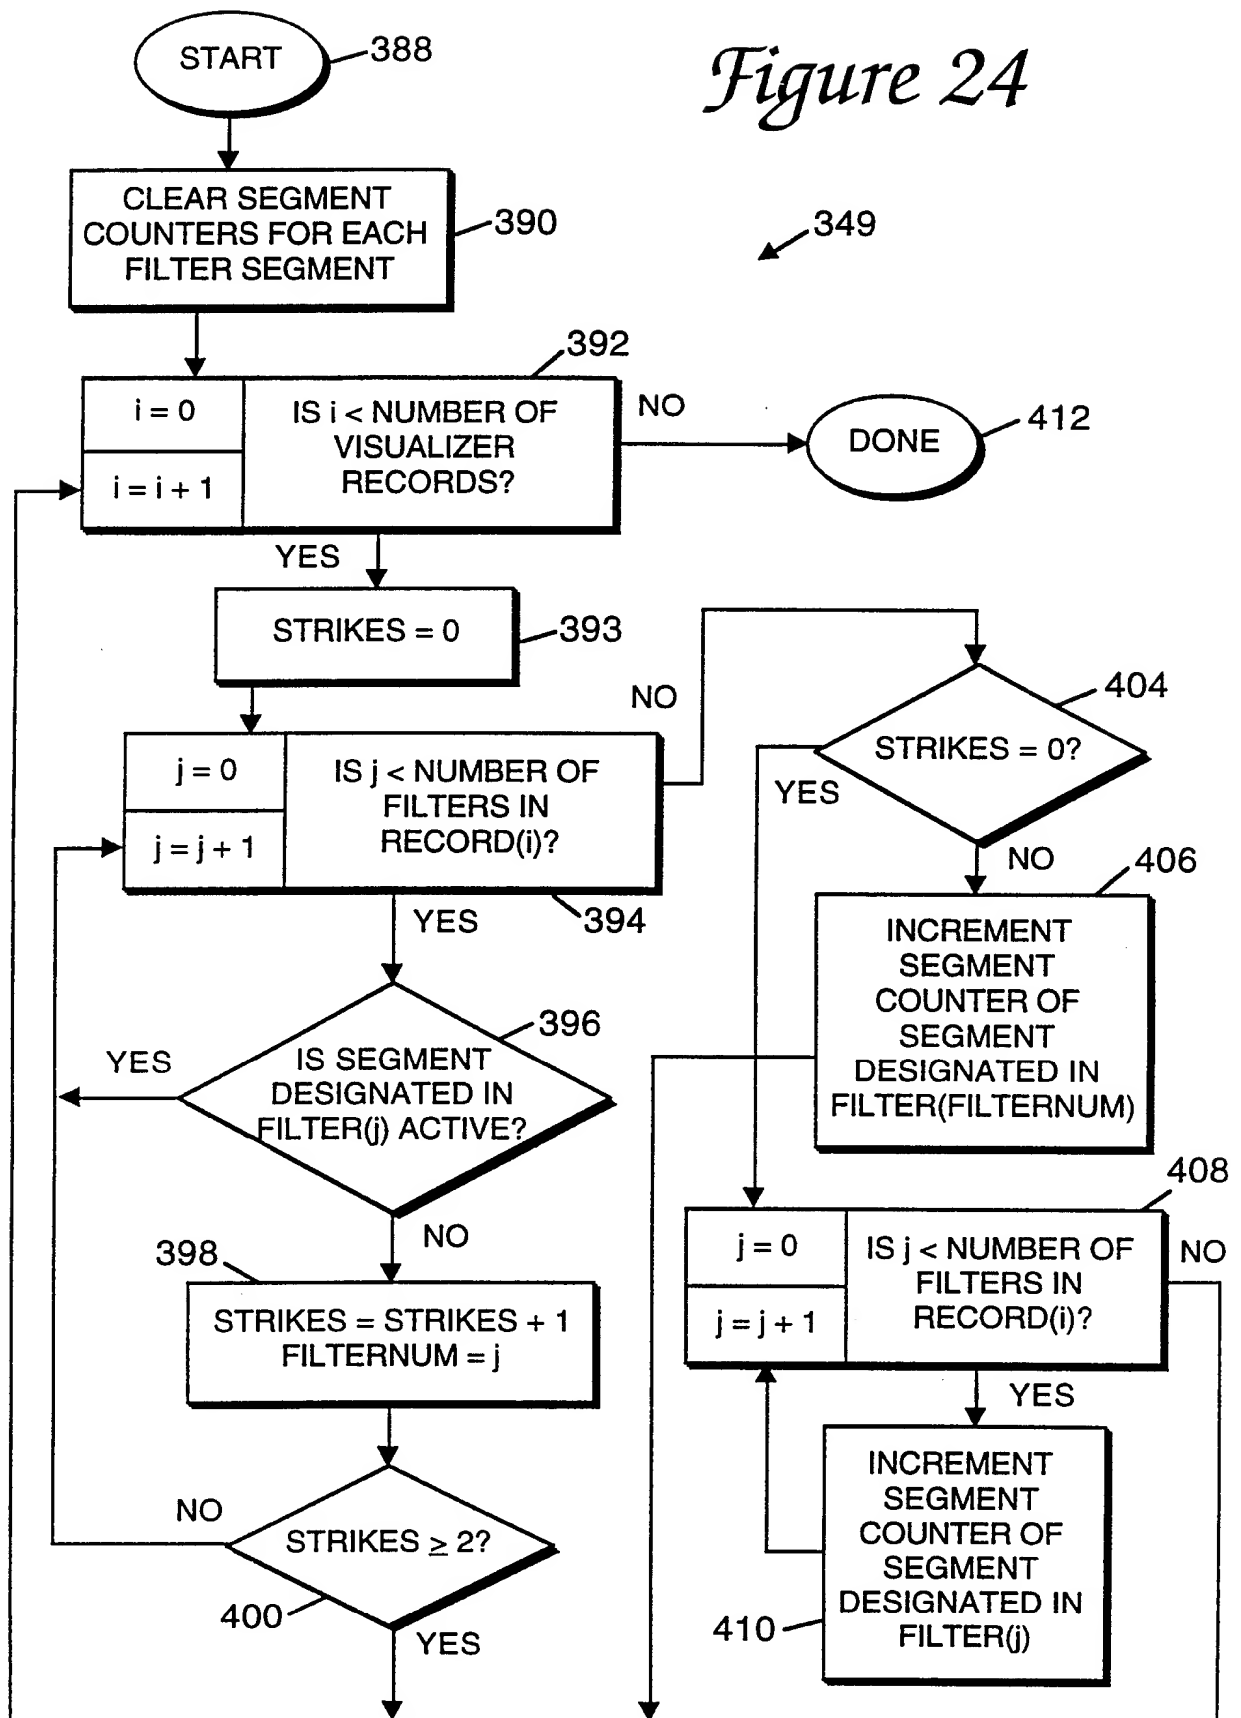 START
388
Figure 24
CLEAR SEGMENT
COUNTERS FOR EACH
FILTER SEGMENT
390
349
392
i = 0
i = i + 1
IS i < NUMBER OF
VISUALIZER
RECORDS?
NO
DONE
412
YES
STRIKES = 0
393
NO
404
STRIKES = 0?
YES
NO
j = 0
j = j + 1
IS j < NUMBER OF
FILTERS IN
RECORD(i)?
394
YES
406
INCREMENT
SEGMENT
COUNTER OF
SEGMENT
DESIGNATED IN
FILTER(FILTERNUM)
396
YES
IS SEGMENT
DESIGNATED IN
FILTER(j) ACTIVE?
NO
408
j = 0
j = j + 1
IS j < NUMBER OF
FILTERS IN
RECORD(i)?
NO
YES
398
STRIKES = STRIKES + 1
FILTERNUM = j
NO
STRIKES ≥ 2?
400
YES
INCREMENT
SEGMENT
COUNTER OF
SEGMENT
DESIGNATED IN
FILTER(j)
410